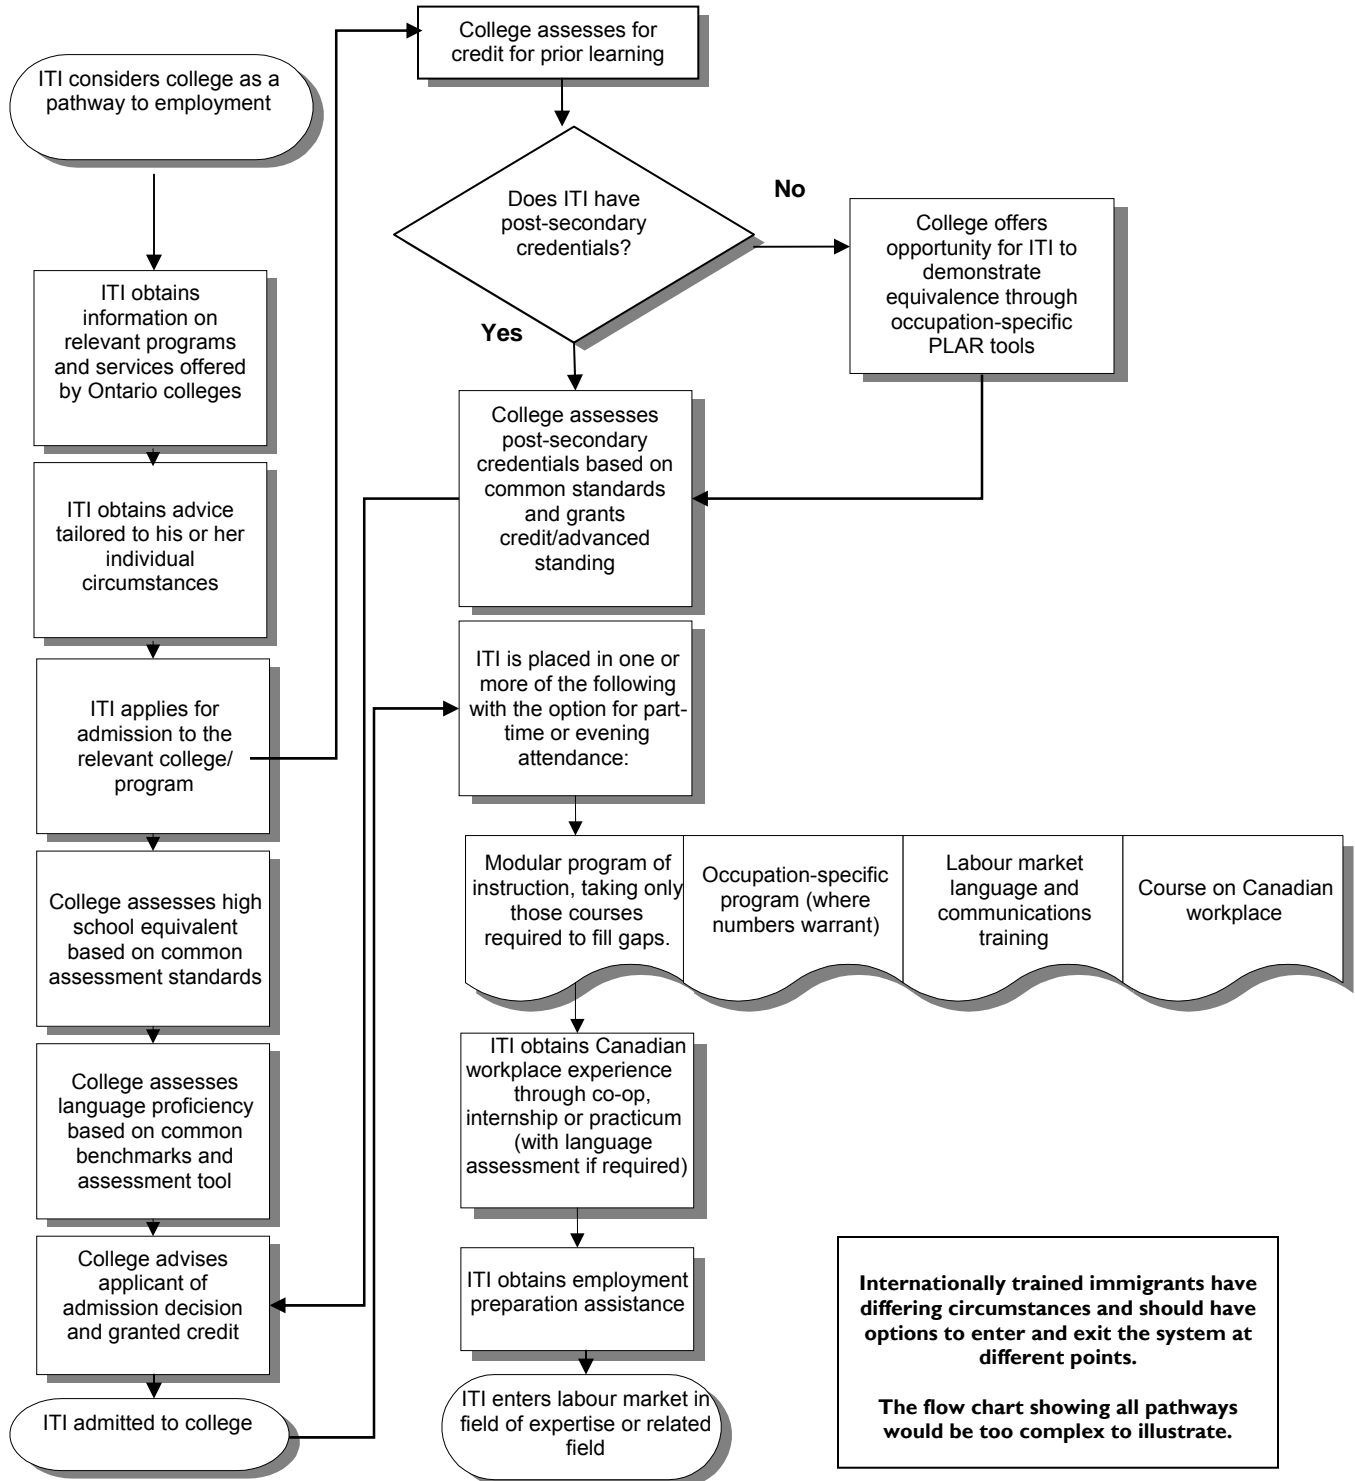 ITI considers college as a
pathway to employment
ITI obtains
information on
relevant programs
and services offered
by Ontario colleges
ITI obtains advice
tailored to his or her
individual
circumstances
ITI applies for
admission to the
relevant college/
program
College assesses high
school equivalent
based on common
assessment standards
College assesses
language proficiency
based on common
benchmarks and
assessment tool
College advises
applicant of
admission decision
and granted credit
ITI admitted to college
College assesses for
credit for prior learning
Does ITI have
post-secondary
credentials?
No
College offers
opportunity for ITI to
demonstrate
equivalence through
occupation-specific
PLAR tools
Yes
College assesses
post-secondary
credentials based on
common standards
and grants
credit/advanced
standing
ITI is placed in one or
more of the following
with the option for part-
time or evening
attendance:
Modular program of
instruction, taking only
those courses
required to fill gaps.
Occupation-specific
program (where
numbers warrant)
Labour market
language and
communications
training
Course on Canadian
workplace
ITI obtains Canadian
workplace experience
through co-op,
internship or practicum
(with language
assessment if required)
ITI obtains employment
preparation assistance
ITI enters labour market in
field of expertise or related
field
Internationally trained immigrants have
differing circumstances and should have
options to enter and exit the system at
different points.
The flow chart showing all pathways
would be too complex to illustrate.